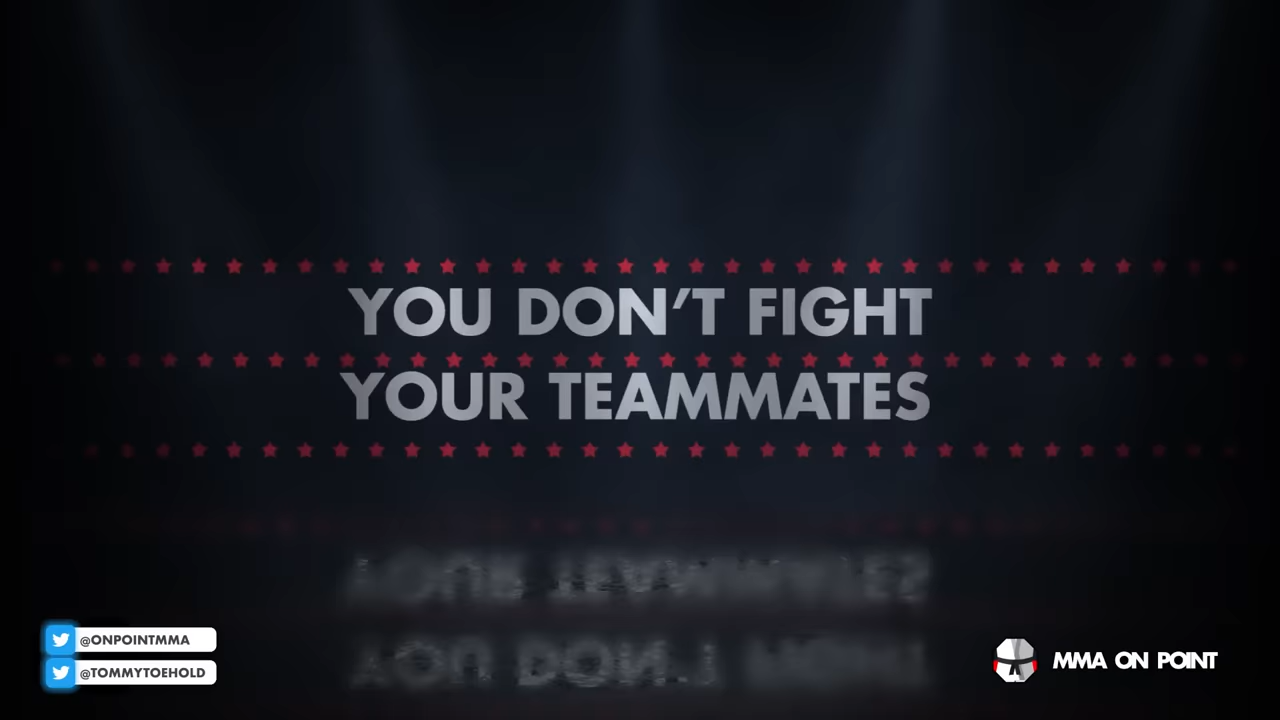 YOU DON'T FIGHT
YOUR TEAMMATES
@ONPOINTMMA
@TOMMYTOEHOLD
MMA ON POINT